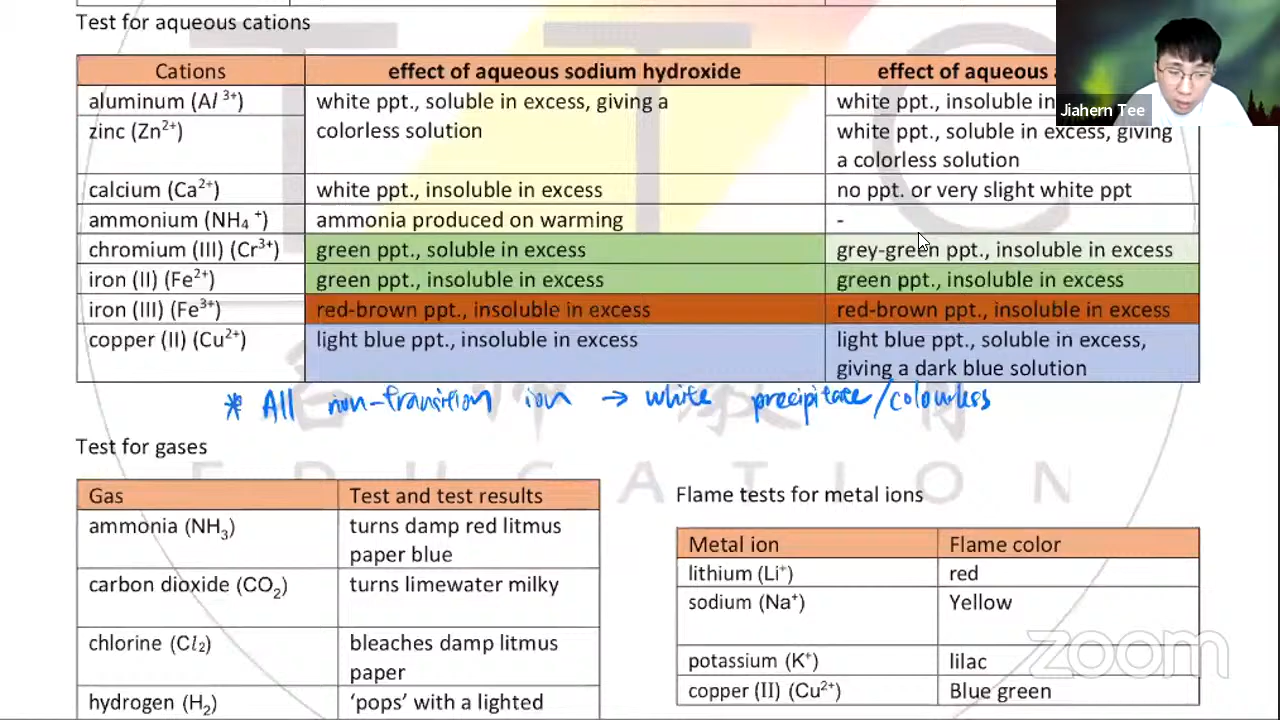 Test for aqueous cations
Cations effect of aqueous sodium hydroxide effect of aqueous
Jiahern Tee
aluminum (Al 3+) white ppt., soluble in excess, giving a colorless solution white ppt., insoluble in
zinc (Zn2+) white ppt., soluble in excess, giving
a colorless solution
calcium (Ca2+) white ppt., insoluble in excess no ppt. or very slight white ppt
ammonium (NH4 +) ammonia produced on warming -
chromium (III) (Cr3+) green ppt., soluble in excess grey-green ppt., insoluble in excess
iron (II) (Fe2+) green ppt., insoluble in excess green ppt., insoluble in excess
iron (III) (Fe3+) red-brown ppt., insoluble in excess red-brown ppt., insoluble in excess
copper (II) (Cu2+) light blue ppt., insoluble in excess light blue ppt., soluble in excess,
giving a dark blue solution
* All non-transition ion → white precipitate/colourless
EDUCATION
Test for gases
Gas Test and test results
ammonia (NH3) turns damp red litmus
paper blue
carbon dioxide (CO2) turns limewater milky
chlorine (Cl2) bleaches damp litmus
paper
hydrogen (H2) 'pops' with a lighted
Flame tests for metal ions
Metal ion Flame color
lithium (Li+) red
sodium (Na+) Yellow
potassium (K+) lilac
copper (II) (Cu2+) Blue green
zoom